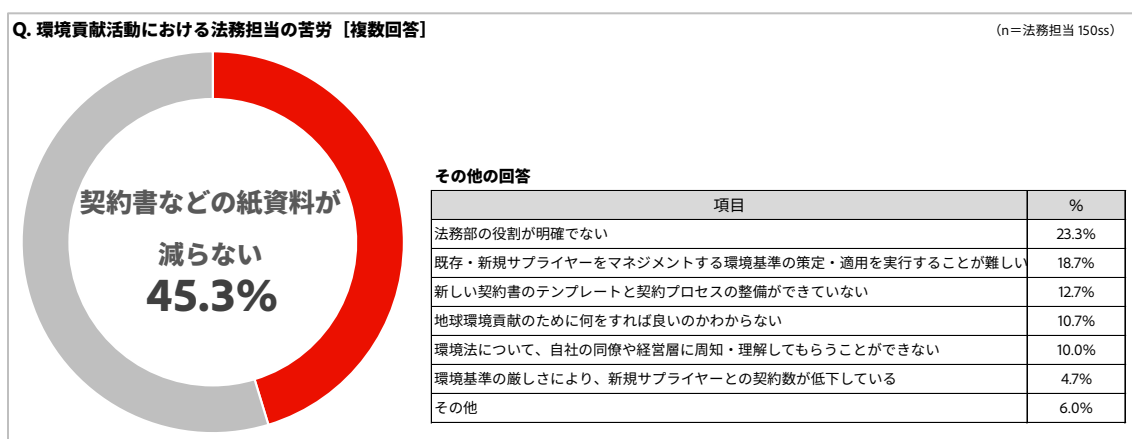 Q. 環境貢献活動における法務担当の苦労［複数回答］
（n＝法務担当 150ss）
契約書などの紙資料が
減らない
45.3%
その他の回答
項目 %
法務部の役割が明確でない 23.3%
既存・新規サプライヤーをマネジメントする環境基準の策定・適用を実行することが難しい 18.7%
新しい契約書のテンプレートと契約プロセスの整備ができていない 12.7%
地球環境貢献のために何をすれば良いのかわからない 10.7%
環境法について、自社の同僚や経営層に周知・理解してもらうことができない 10.0%
環境基準の厳しさにより、新規サプライヤーとの契約数が低下している 4.7%
その他 6.0%